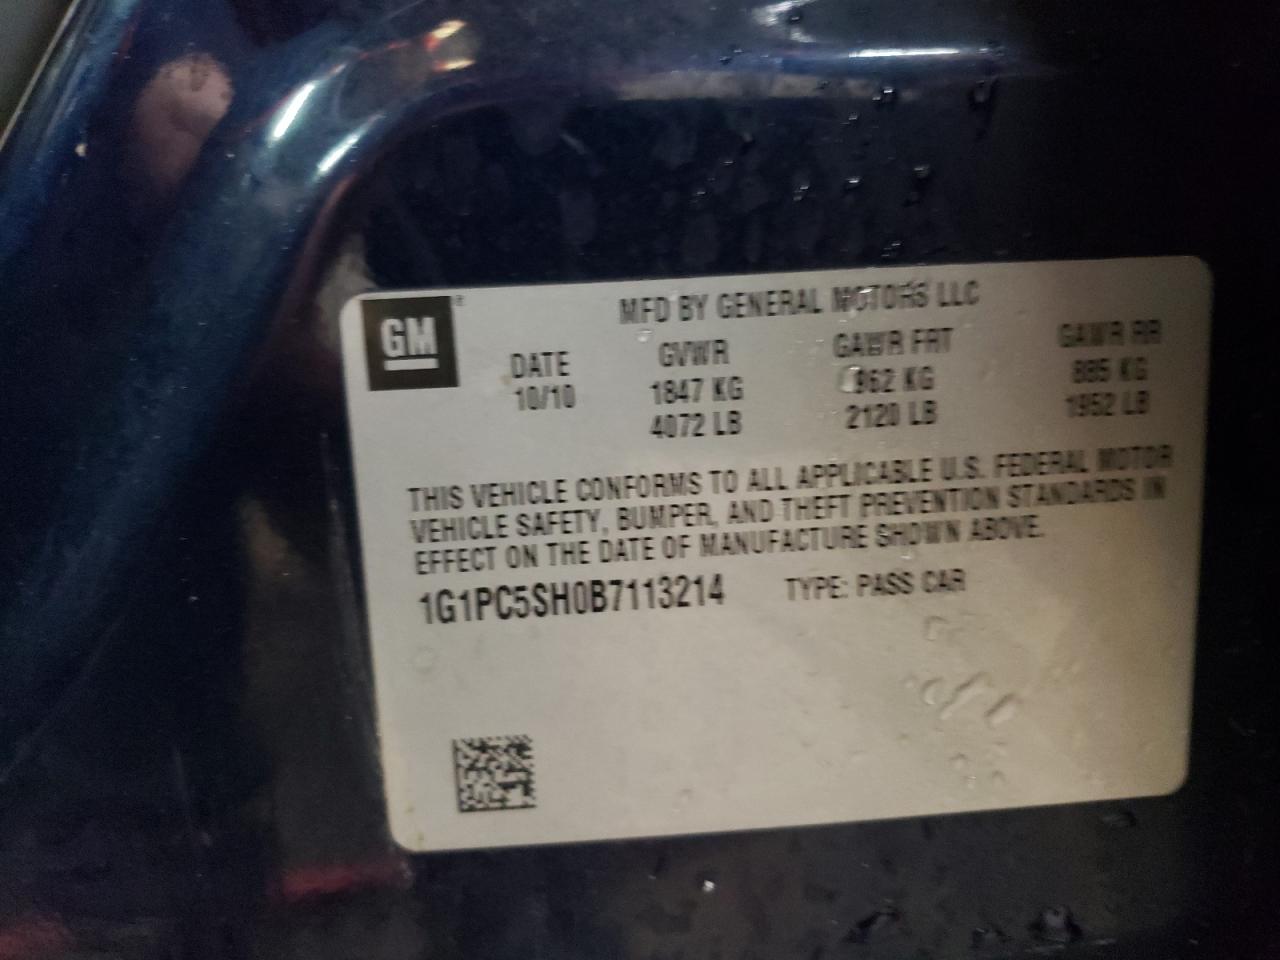 GM ®
MFD BY GENERAL MOTORS LLC
DATE GVWR GAWR FRT GAWR RR
10/10 1847 KG 962 KG 885 KG
4072 LB 2120 LB 1952 LB
THIS VEHICLE CONFORMS TO ALL APPLICABLE U.S. FEDERAL MOTOR
VEHICLE SAFETY, BUMPER, AND THEFT PREVENTION STANDARDS IN
EFFECT ON THE DATE OF MANUFACTURE SHOWN ABOVE.
1G1PC5SH0B7113214 TYPE: PASS CAR